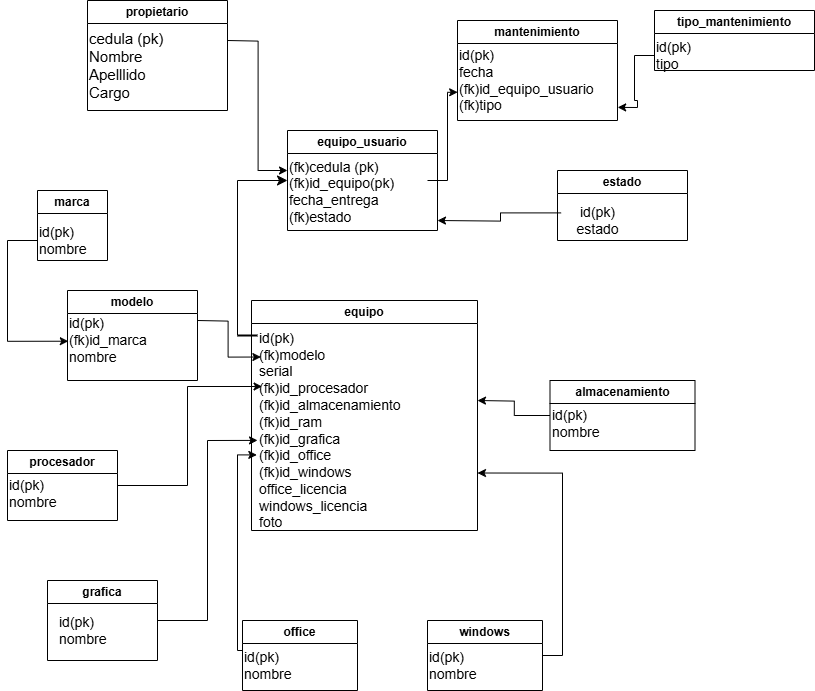 propietario
cedula (pk)
Nombre
Apelllido
Cargo
mantenimiento
id(pk)
fecha
(fk)id_equipo_usuario
(fk)tipo
tipo_mantenimiento
id(pk)
tipo
equipo_usuario
(fk)cedula (pk)
(fk)id_equipo(pk)
fecha_entrega
(fk)estado
estado
id(pk)
estado
marca
id(pk)
nombre
modelo
id(pk)
(fk)id_marca
nombre
equipo
id(pk)
(fk)modelo
serial
(fk)id_procesador
(fk)id_almacenamiento
(fk)id_ram
(fk)id_grafica
(fk)id_office
(fk)id_windows
office_licencia
windows_licencia
foto
almacenamiento
id(pk)
nombre
procesador
id(pk)
nombre
grafica
id(pk)
nombre
office
id(pk)
nombre
windows
id(pk)
nombre